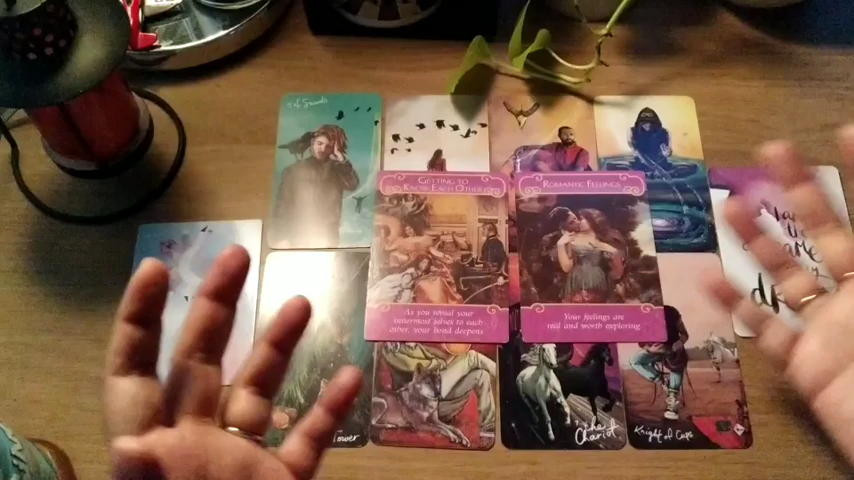 5 of Swords
GETTING TO
KNOW EACH OTHER
As you reveal your
innermost selves to each
other, your bond deepens
ROMANTIC FEELINGS
Your feelings are
real and worth exploring
Tower
the
Chariot
Knight of Cups